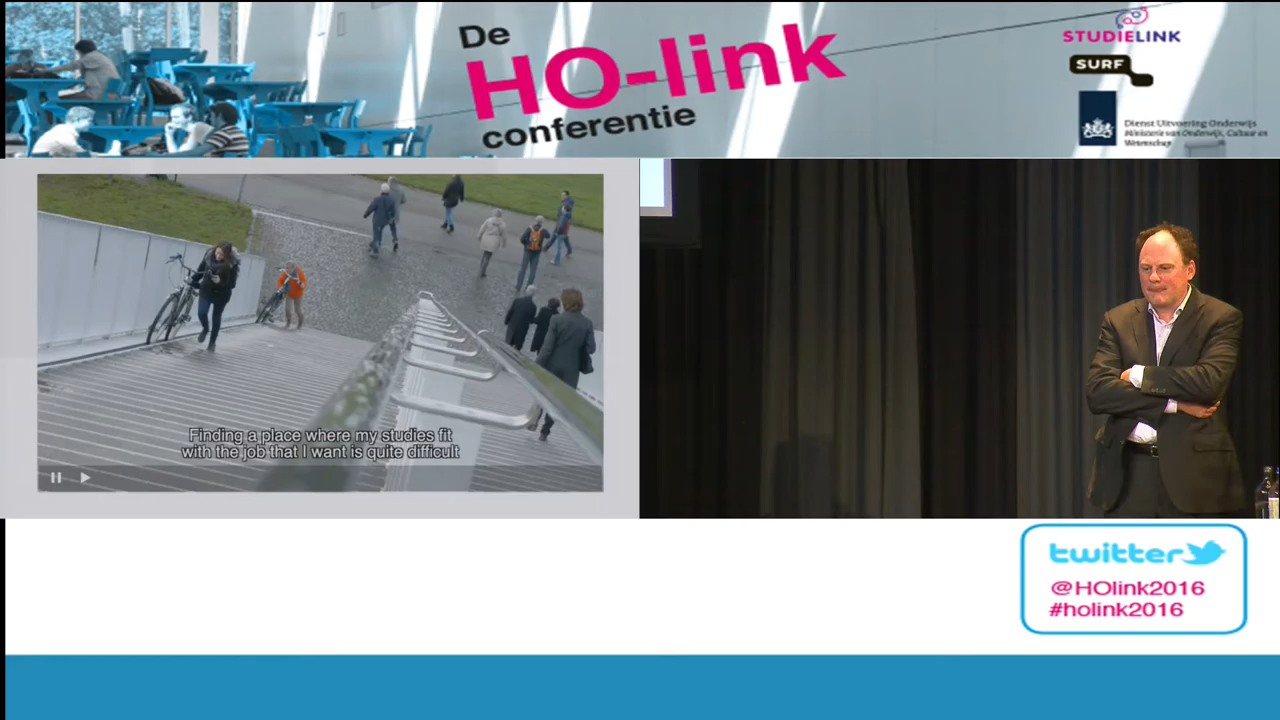 De
HO-link
conferentie
STUDIELINK
SURF
Dienst Uitvoering Onderwijs
Ministerie van Onderwijs, Cultuur en
Wetenschap
Finding a place where my studies fit
with the job that I want is quite difficult
twitter
@HOlink2016
#holink2016